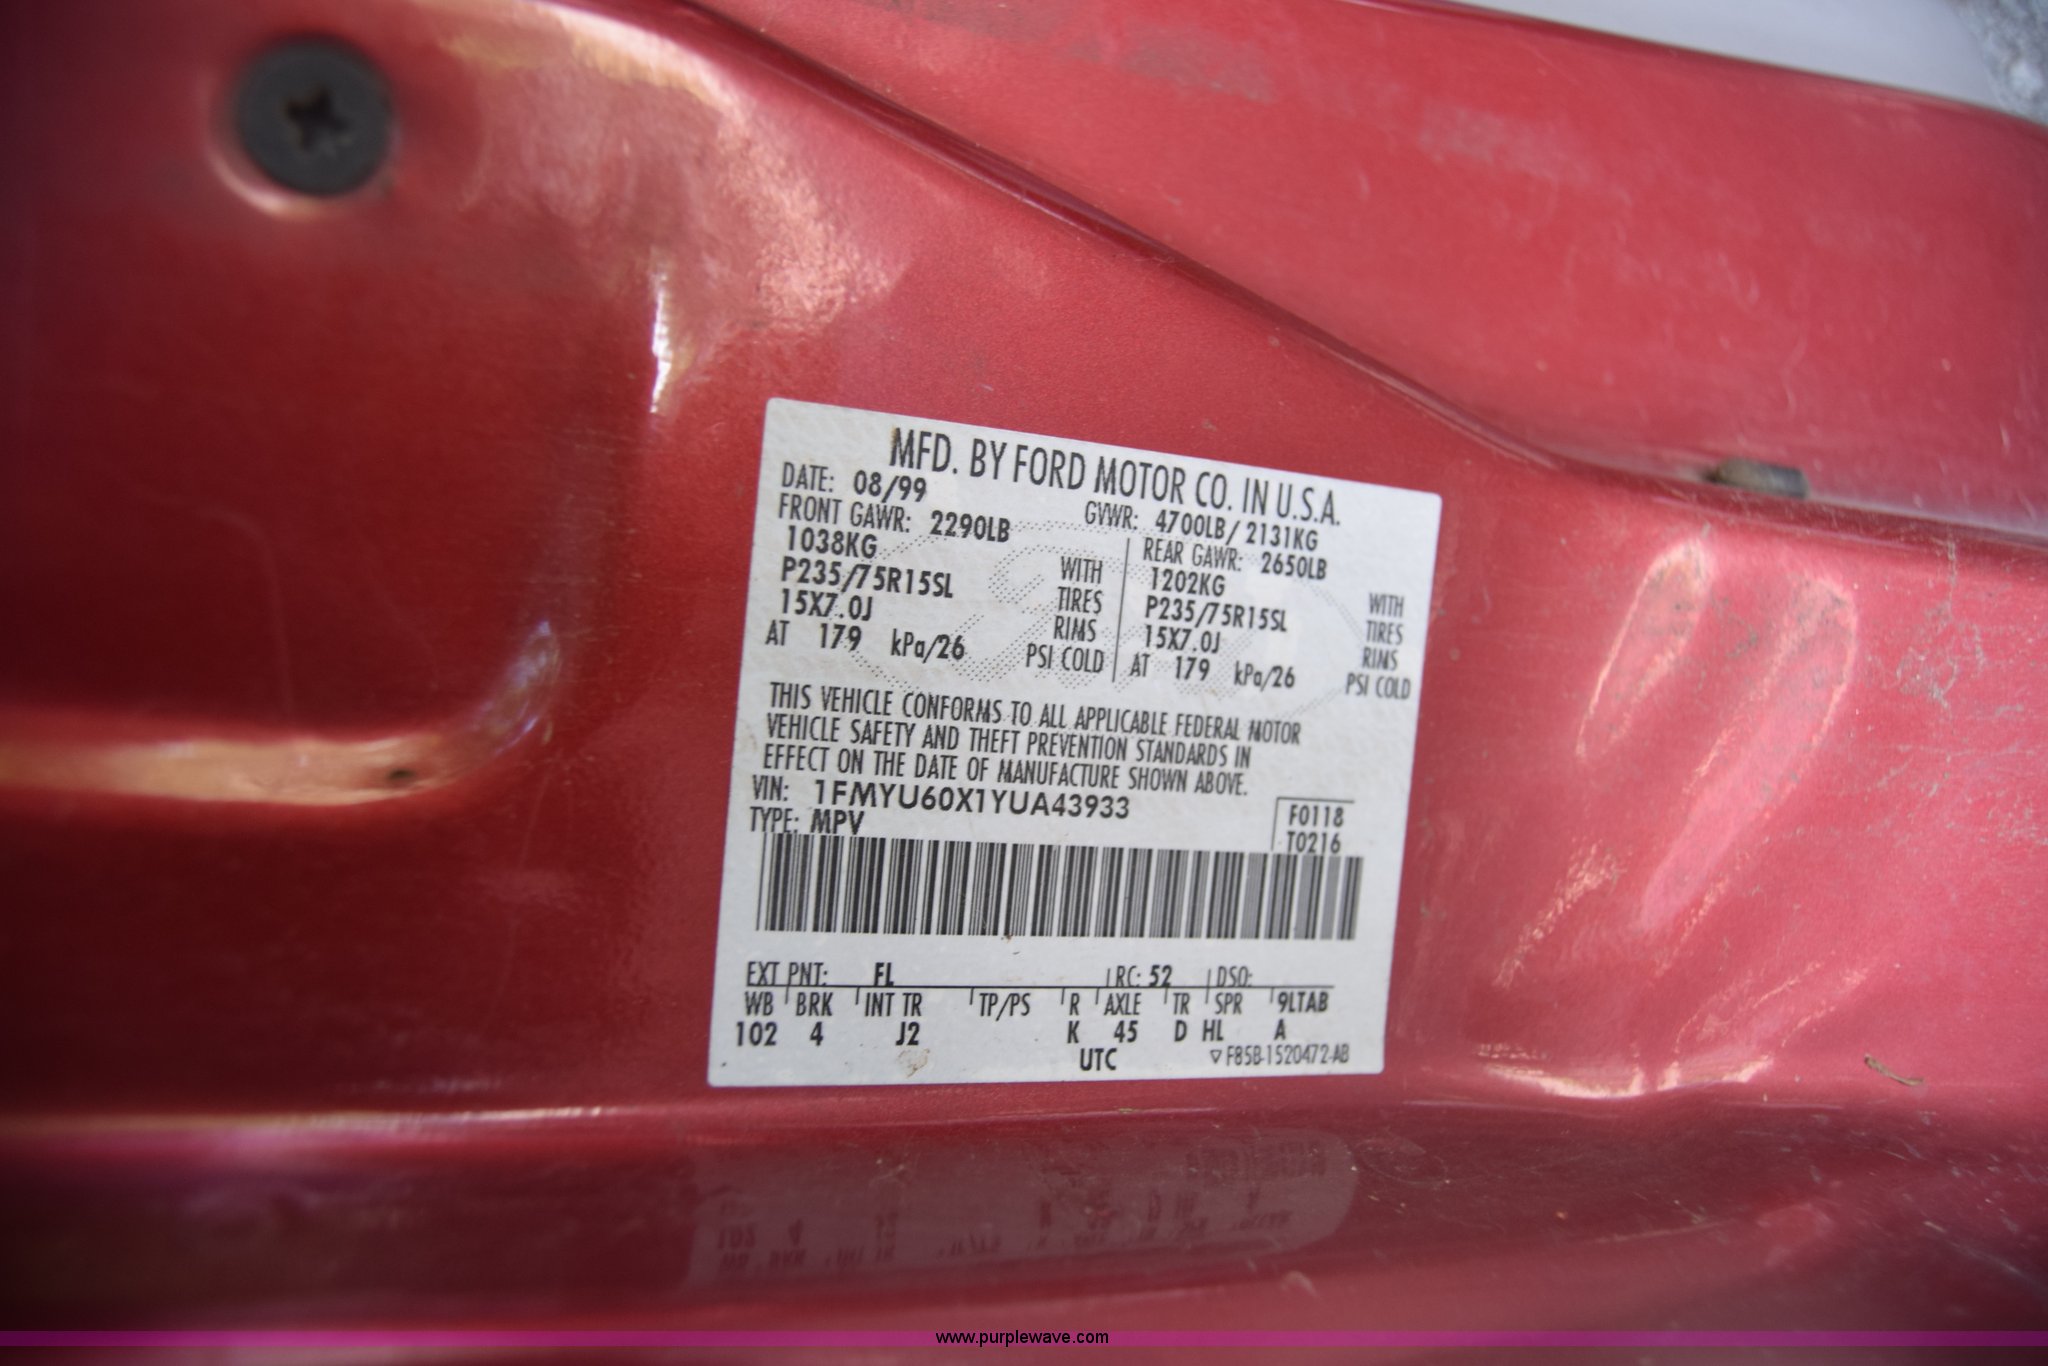 MFD. BY FORD MOTOR CO. IN U.S.A.
DATE: 08/99 GVWR: 4700LB/ 2131KG
FRONT GAWR: 2290LB REAR GAWR: 2650LB
1038KG WITH 1202KG WITH
P235/75R15SL TIRES P235/75R15SL TIRES
15X7.0J RIMS 15X7.0J RIMS
AT 179 kPa/26 PSI COLD AT 179 kPa/26 PSI COLD
THIS VEHICLE CONFORMS TO ALL APPLICABLE FEDERAL MOTOR
VEHICLE SAFETY AND THEFT PREVENTION STANDARDS IN
EFFECT ON THE DATE OF MANUFACTURE SHOWN ABOVE.
VIN: 1FMYU60X1YUA43933 F0118
TYPE: MPV T0216
EXT PNT: FL RC: 52 DSO:
WB BRK INT TR TP/PS R AXLE TR SPR 9LTAB
102 4 J2 K 45 D HL A
UTC ▽ F85B-1520472-AB
www.purplewave.com